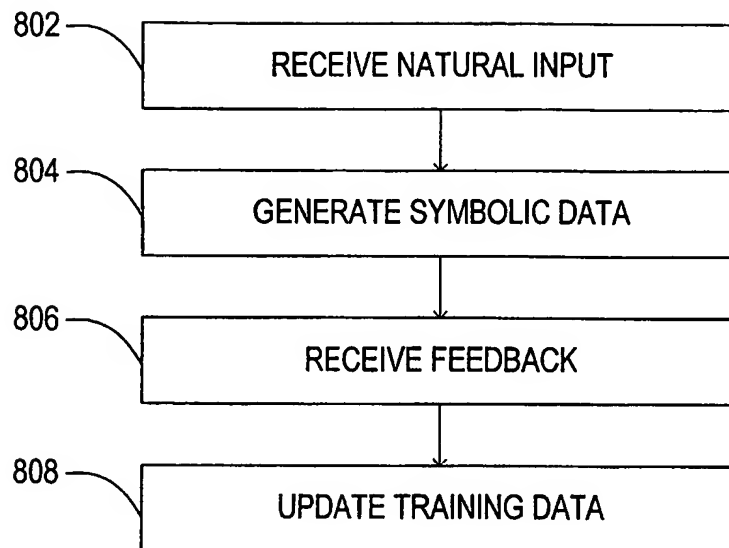 802
RECEIVE NATURAL INPUT
804
GENERATE SYMBOLIC DATA
806
RECEIVE FEEDBACK
808
UPDATE TRAINING DATA